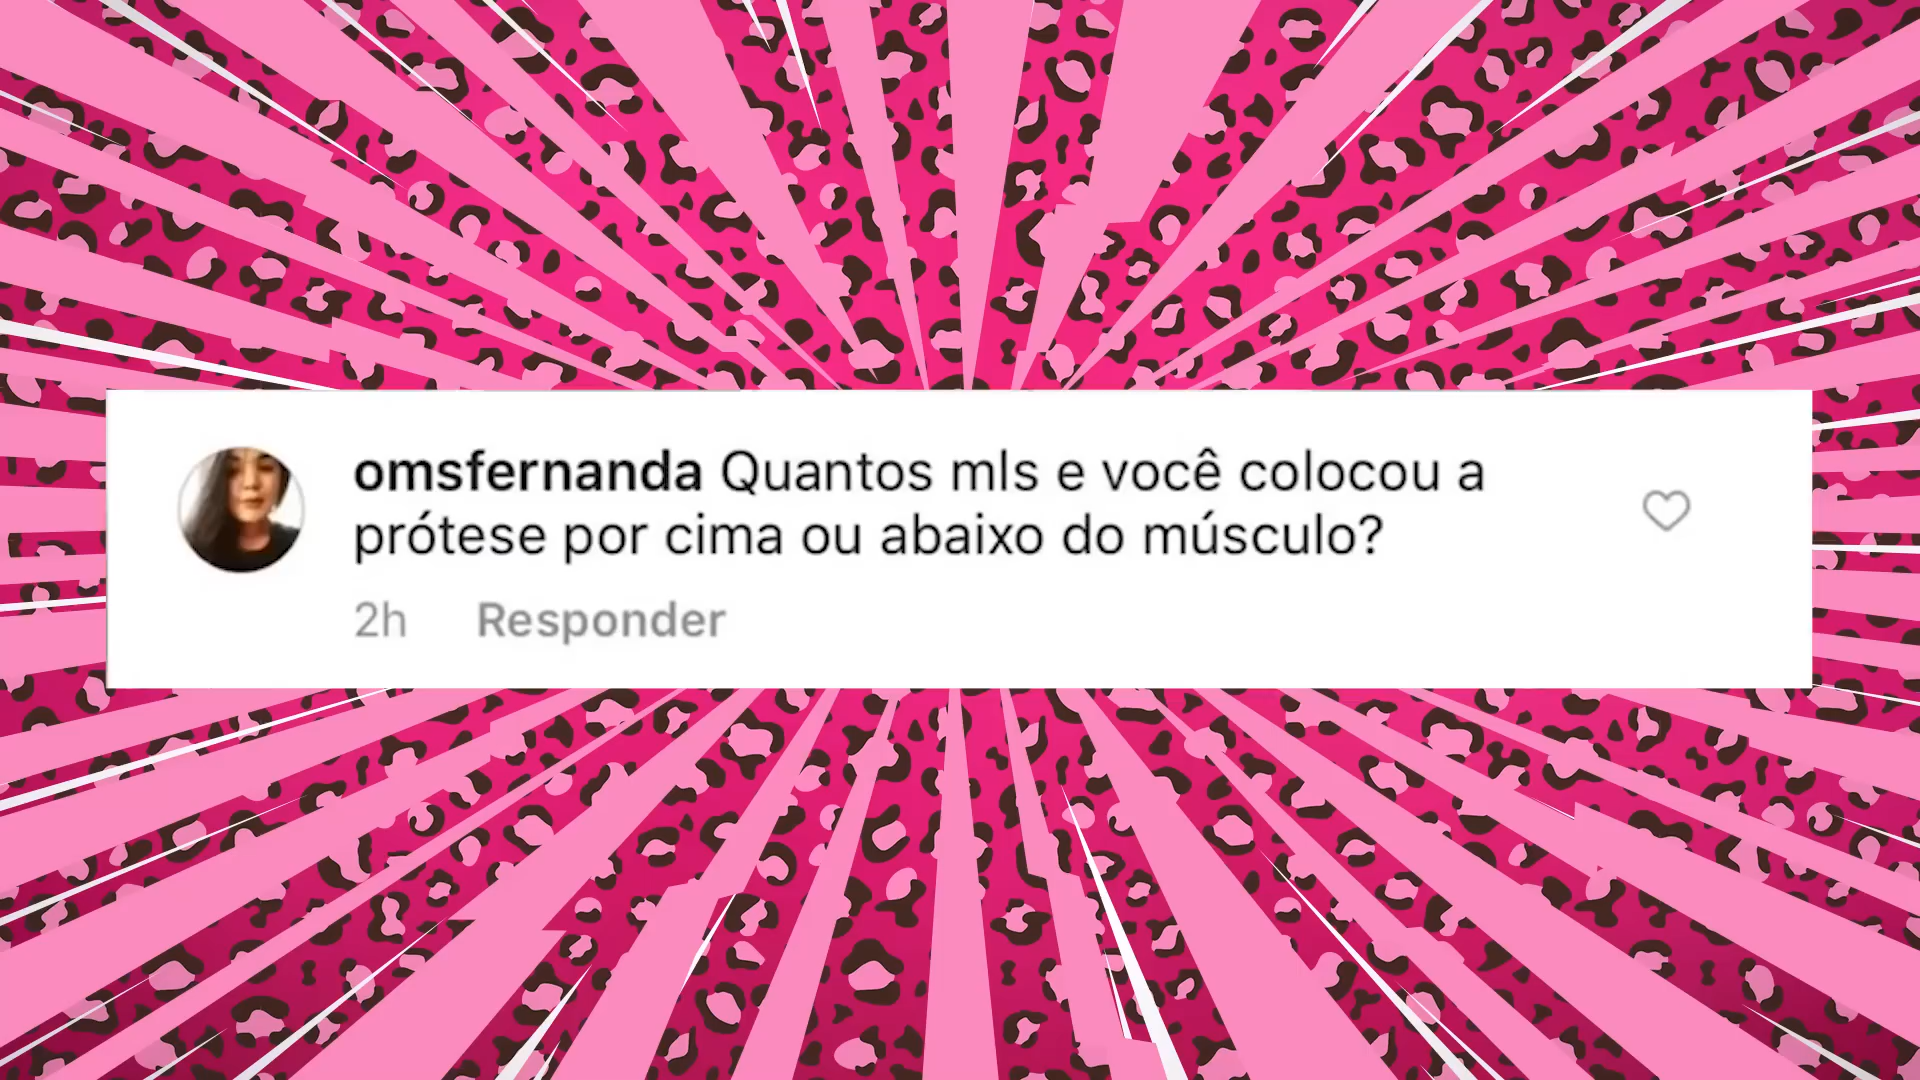 omsfernanda Quantos mls e você colocou a
prótese por cima ou abaixo do músculo?
2h Responder